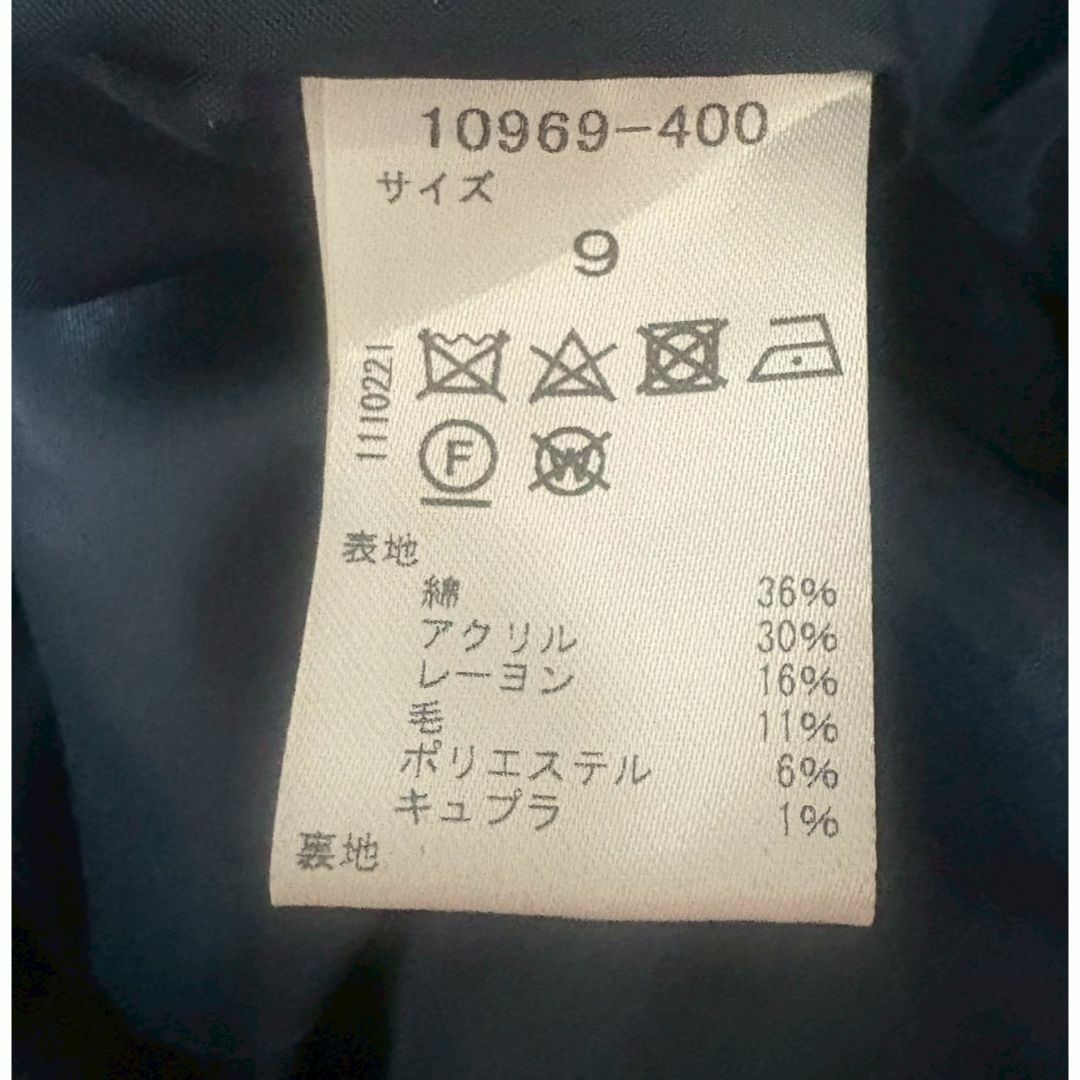 10969-400
サイズ
9
1110221
F
W
表地
綿 36%
アクリル 30%
レーヨン 16%
毛 11%
ポリエステル 6%
キュプラ 1%
裏地